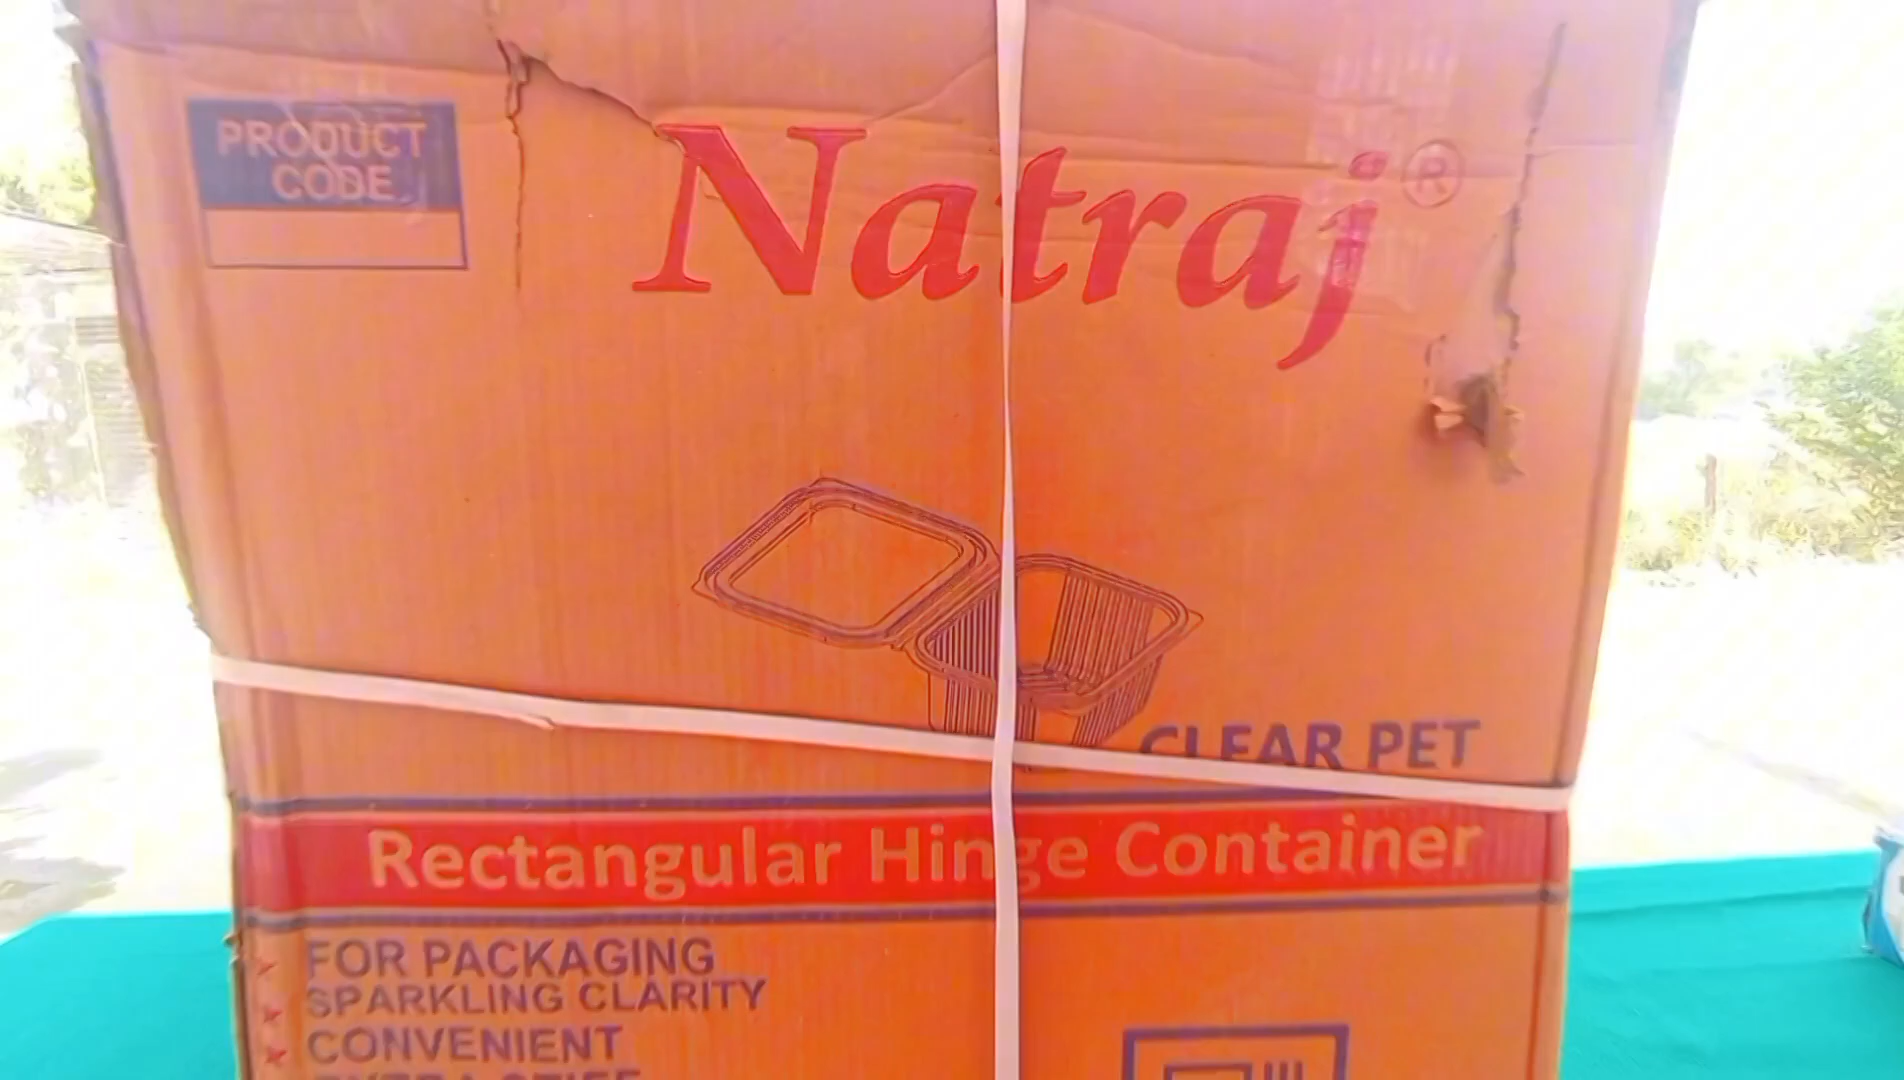 PRODUCT
CODE
Natraj®
CLEAR PET
Rectangular Hinge Container
FOR PACKAGING
SPARKLING CLARITY
CONVENIENT